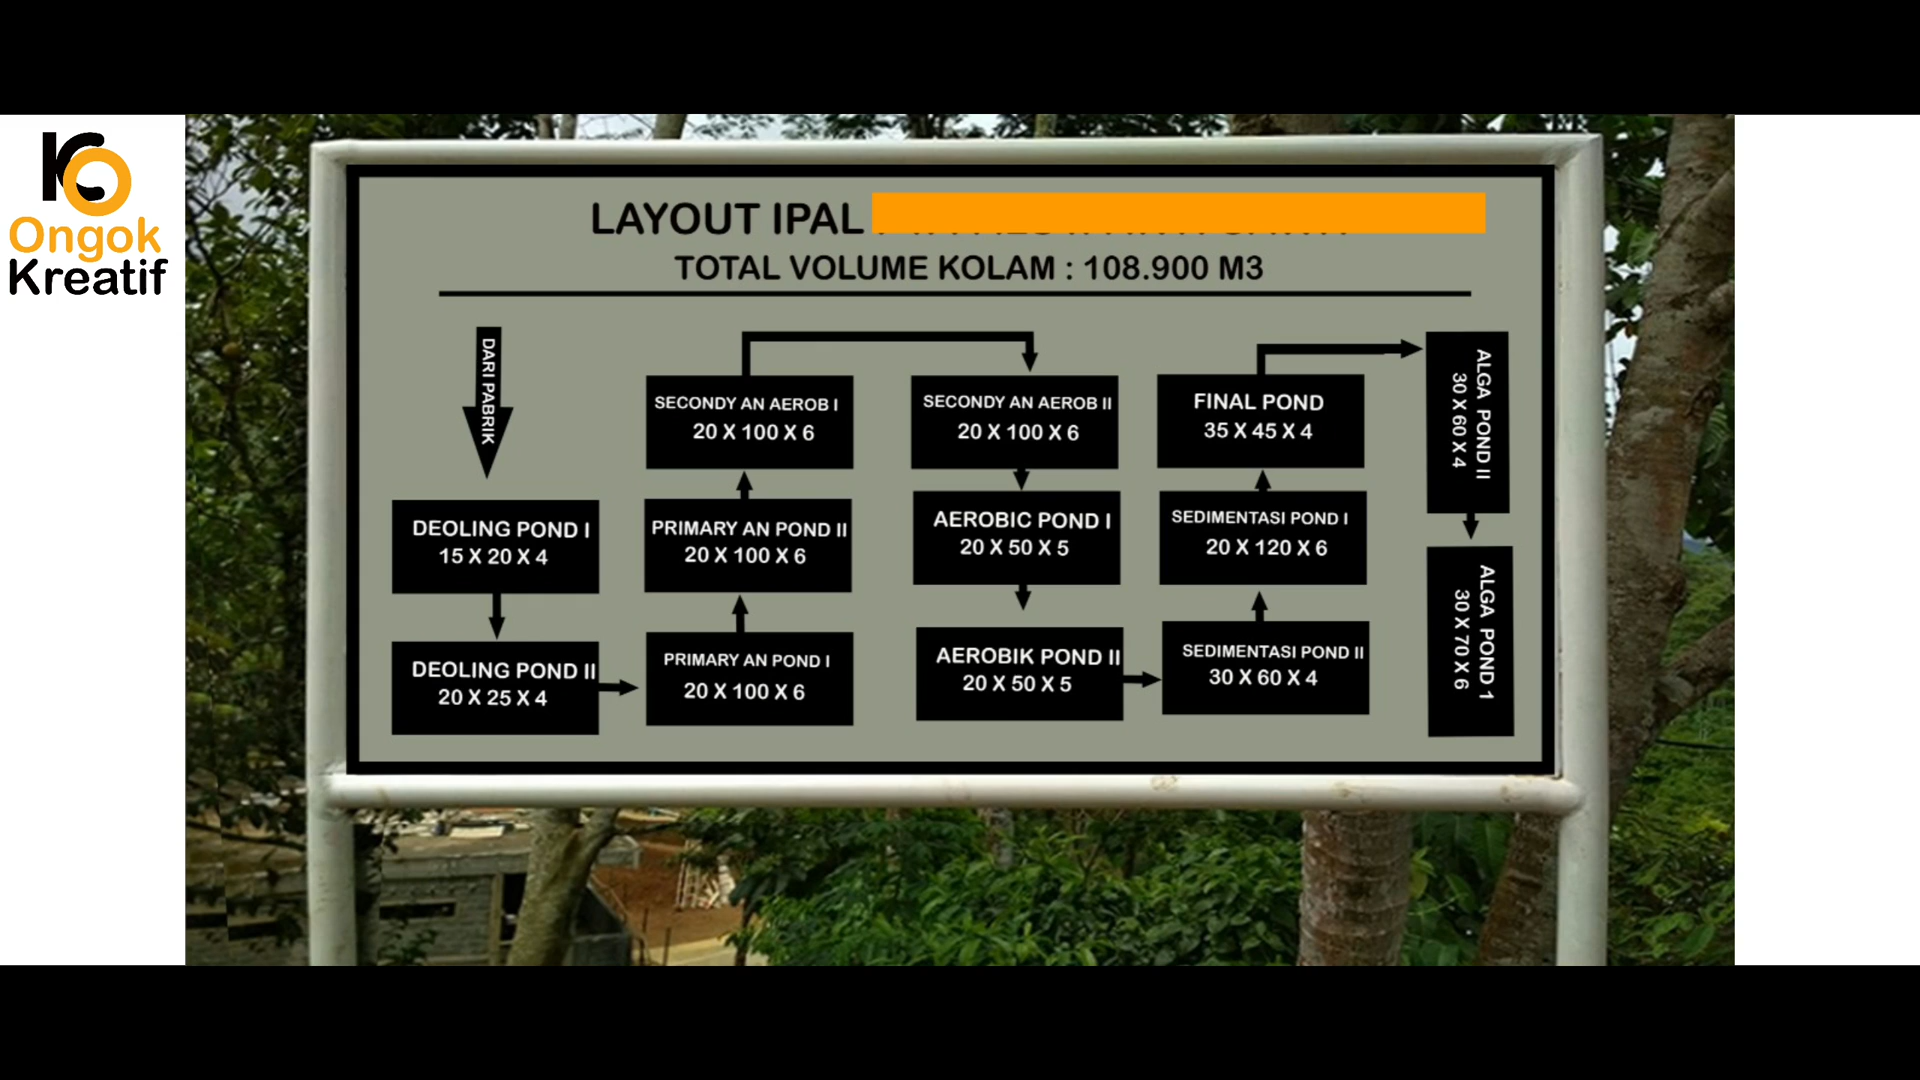 Ongok
Kreatif
LAYOUT IPAL
TOTAL VOLUME KOLAM : 108.900 M3
DARI PABRIK
DEOLING POND I
15 X 20 X 4
DEOLING POND II
20 X 25 X 4
PRIMARY AN POND I
20 X 100 X 6
PRIMARY AN POND II
20 X 100 X 6
SECONDY AN AEROB I
20 X 100 X 6
SECONDY AN AEROB II
20 X 100 X 6
AEROBIC POND I
20 X 50 X 5
AEROBIK POND II
20 X 50 X 5
SEDIMENTASI POND II
30 X 60 X 4
SEDIMENTASI POND I
20 X 120 X 6
FINAL POND
35 X 45 X 4
ALGA POND II
30 X 60 X 4
ALGA POND 1
30 X 70 X 6